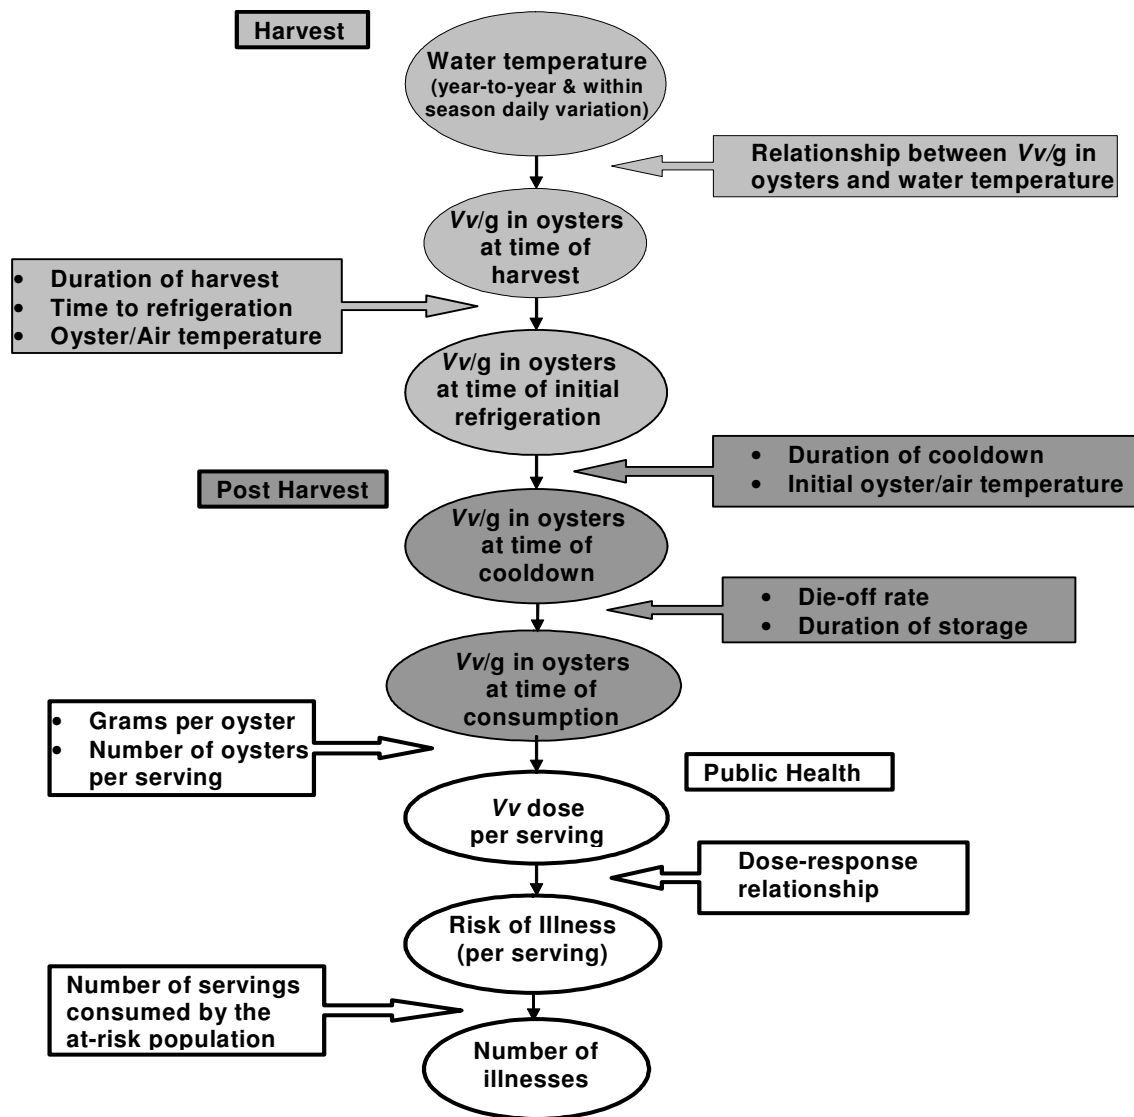 Harvest
Water temperature
(year-to-year & within
season daily variation)
Relationship between Vv/g in
oysters and water temperature
Vv/g in oysters
at time of
harvest
• Duration of harvest
• Time to refrigeration
• Oyster/Air temperature
Vv/g in oysters
at time of initial
refrigeration
• Duration of cooldown
• Initial oyster/air temperature
Post Harvest
Vv/g in oysters
at time of
cooldown
• Die-off rate
• Duration of storage
Vv/g in oysters
at time of
consumption
• Grams per oyster
• Number of oysters
per serving
Public Health
Vv dose
per serving
Dose-response
relationship
Risk of Illness
(per serving)
Number of servings
consumed by the
at-risk population
Number of
illnesses